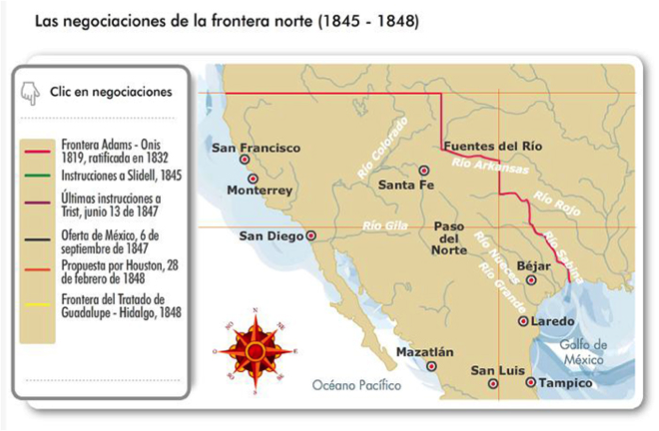 Las negociaciones de la frontera norte (1845 - 1848)
Clic en negociaciones
Frontera Adams - Onis
1819, ratificada en 1832
Instrucciones a Slidell, 1845
Últimas instrucciones a
Trist, junio 13 de 1847
Oferta de México, 6 de
septiembre de 1847
Propuesta por Houston, 28
de febrero de 1848
Frontera del Tratado de
Guadalupe - Hidalgo, 1848
San Francisco
Monterrey
San Diego
Río Colorado
Santa Fe
Fuentes del Río
Río Arkansas
Río Rojo
Río Gila
Paso
del
Norte
Río Sabina
Río Nueces
Río Grande
Béjar
Laredo
Golfo de
México
Mazatlán
San Luis
Tampico
Océano Pacífico